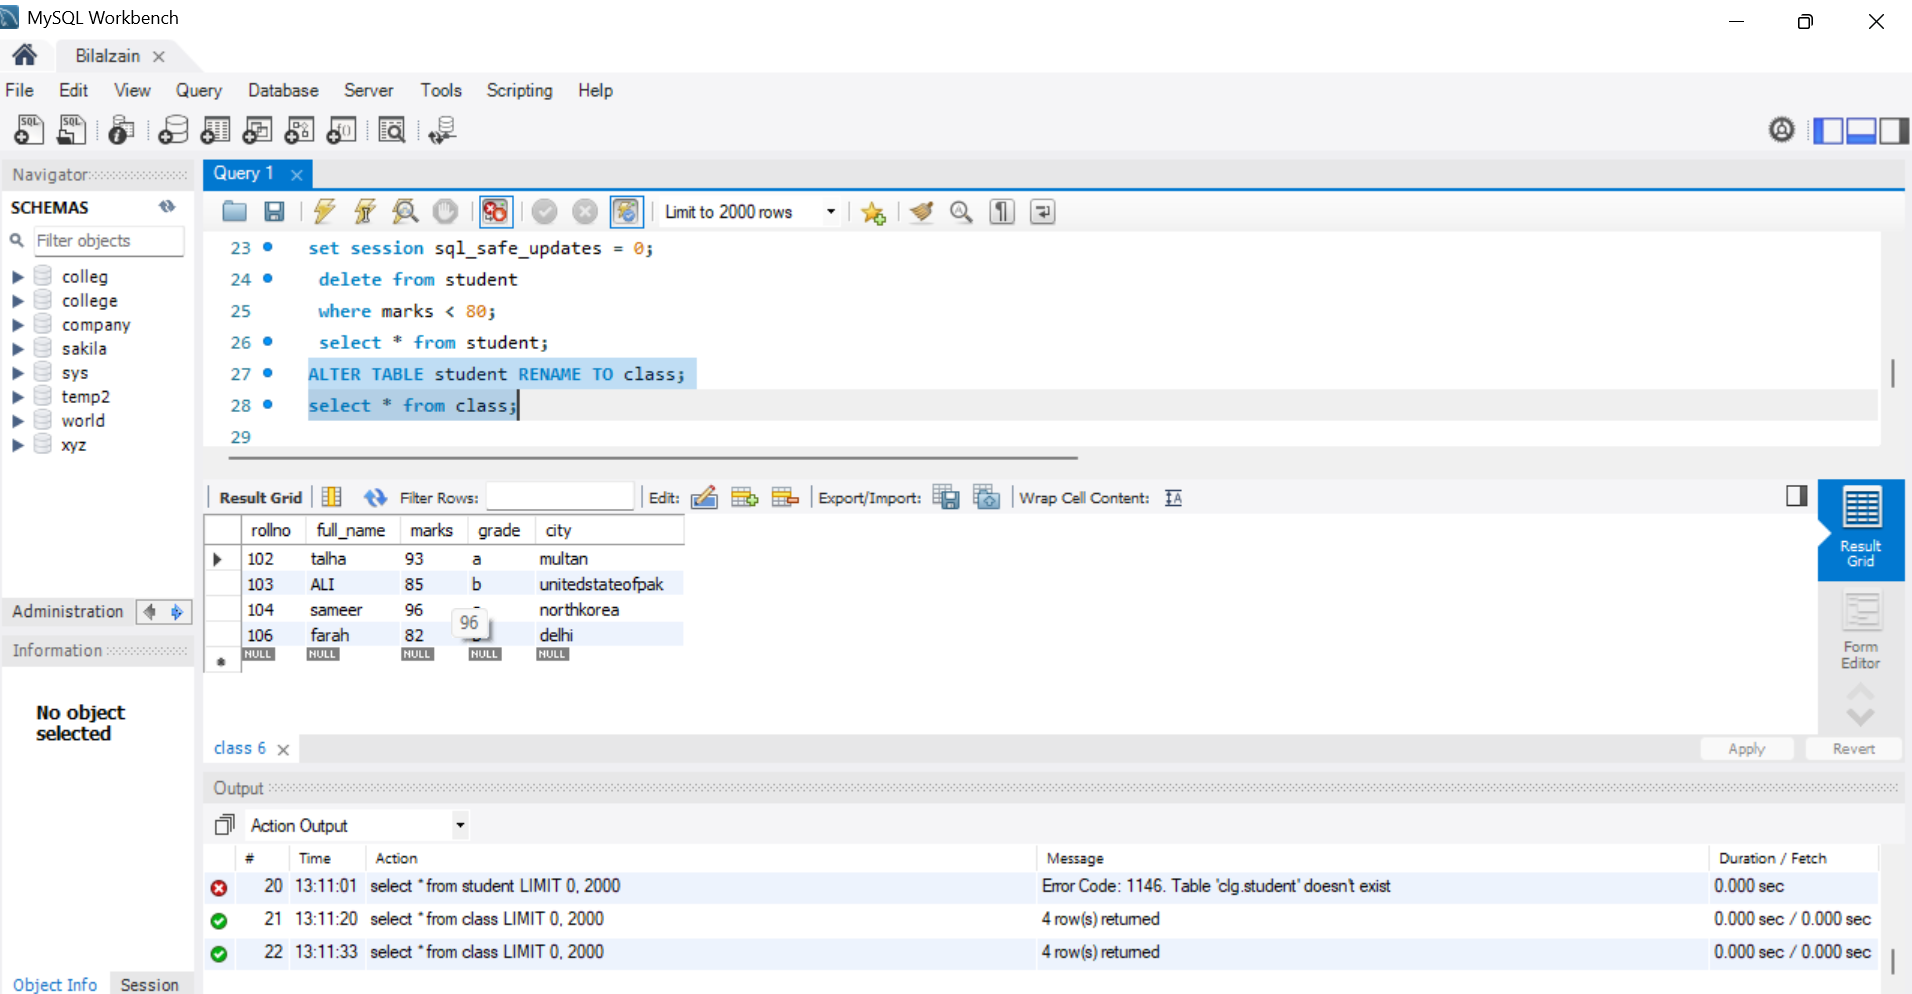 MySQL Workbench
Bilalzain
File Edit View Query Database Server Tools Scripting Help
Navigator
SCHEMAS
Filter objects
colleg
college
company
sakila
sys
temp2
world
xyz
Administration
Information
No object
selected
Object Info Session
Query 1
Limit to 2000 rows
23 set session sql_safe_updates = 0;
24 delete from student
25 where marks < 80;
26 select * from student;
27 ALTER TABLE student RENAME TO class;
28 select * from class;
29
Result Grid Filter Rows: Edit: Export/Import: Wrap Cell Content:
rollno full_name marks grade city
102 talha 93 a multan
103 ALI 85 b unitedstateofpak
104 sameer 96 northkorea
96
106 farah 82 delhi
NULL NULL NULL NULL NULL
Result
Grid
Form
Editor
class 6
Apply Revert
Output
Action Output
# Time Action Message Duration / Fetch
20 13:11:01 select * from student LIMIT 0, 2000 Error Code: 1146. Table 'clg.student' doesn't exist 0.000 sec
21 13:11:20 select * from class LIMIT 0, 2000 4 row(s) returned 0.000 sec / 0.000 sec
22 13:11:33 select * from class LIMIT 0, 2000 4 row(s) returned 0.000 sec / 0.000 sec